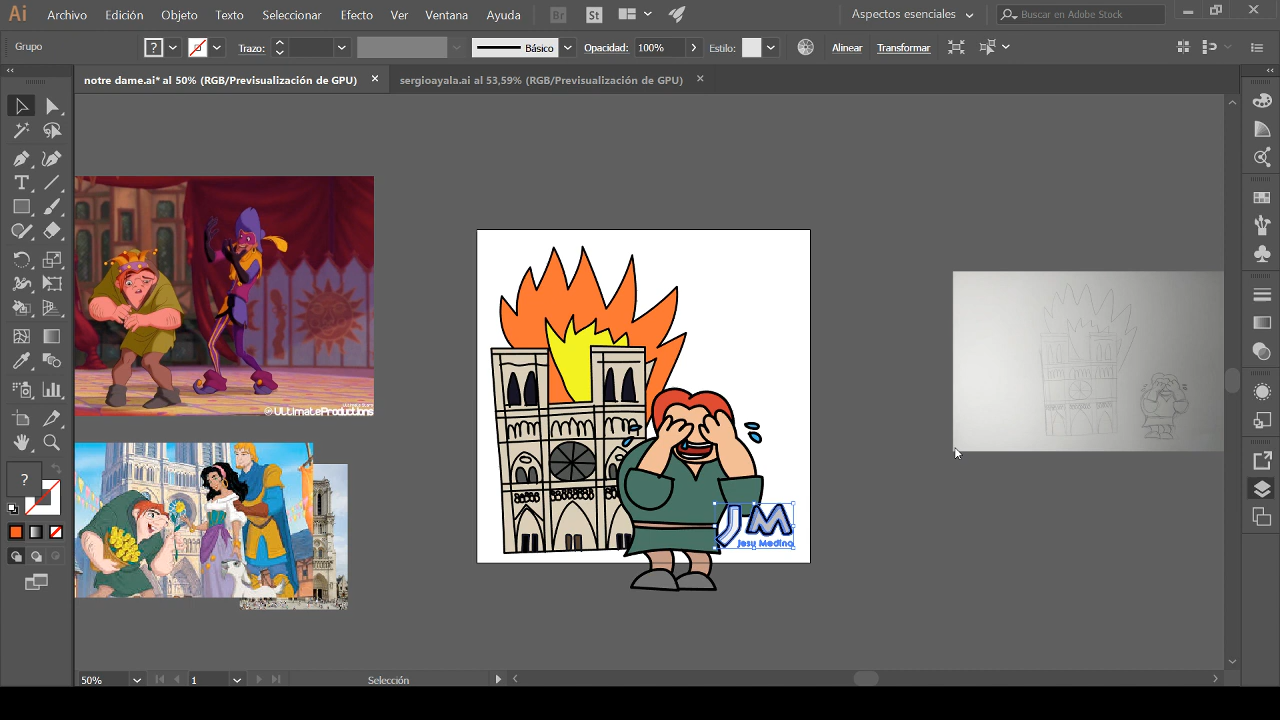 Ai Archivo Edición Objeto Texto Seleccionar Efecto Ver Ventana Ayuda Br St Aspectos esenciales Buscar en Adobe Stock
Grupo ? Trazo: Básico Opacidad: 100% Estilo: Alinear Transformar
notre dame.ai* al 50% (RGB/Previsualización de GPU) × sergioayala.ai al 53,59% (RGB/Previsualización de GPU) ×
T
©UltimateProductions
?
JM
Josu Medina
50% 1 Selección